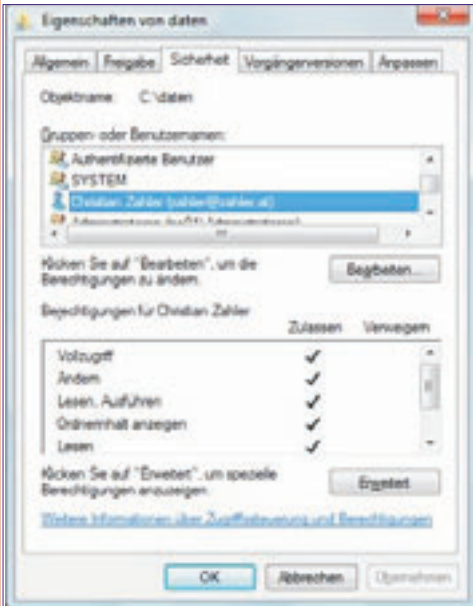 Eigenschaften von daten
Allgemein Freigabe Sicherheit Vorgängerversionen Anpassen
Objektname: C:\daten
Gruppen- oder Benutzernamen:
Authentifizierte Benutzer
SYSTEM
Christian Zahler (zahler@zahler.at)
Klicken Sie auf "Bearbeiten", um die
Berechtigungen zu ändern.
Bearbeiten...
Berechtigungen für Christian Zahler
Zulassen Verweigern
Vollzugriff
Ändern
Lesen, Ausführen
Ordnerinhalt anzeigen
Lesen
Klicken Sie auf "Erweitert", um spezielle
Berechtigungen anzuzeigen.
Erweitert
Weitere Informationen über Zugriffssteuerung und Berechtigungen
OK Abbrechen Übernehmen